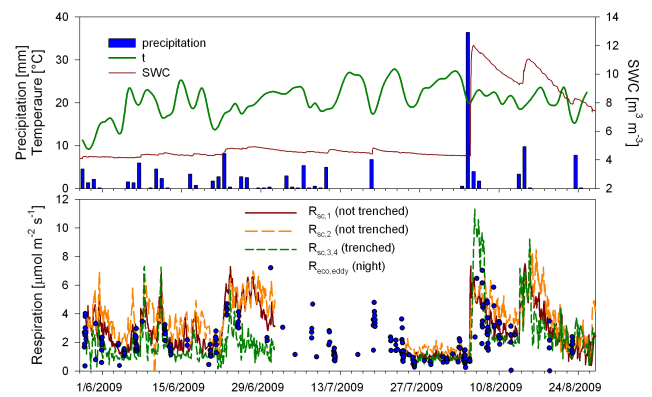 40
30
20
10
0
Precipitation [mm]
Temperaure [°C]
precipitation
t
SWC
14
12
10
8
6
4
2
SWC [m³ m⁻³]
12
10
8
6
4
2
0
Respiration [µmol m⁻² s⁻¹]
R_sc,1 (not trenched)
R_sc,2 (not trenched)
R_sc,3,4 (trenched)
R_eco,eddy (night)
1/6/2009 15/6/2009 29/6/2009 13/7/2009 27/7/2009 10/8/2009 24/8/2009